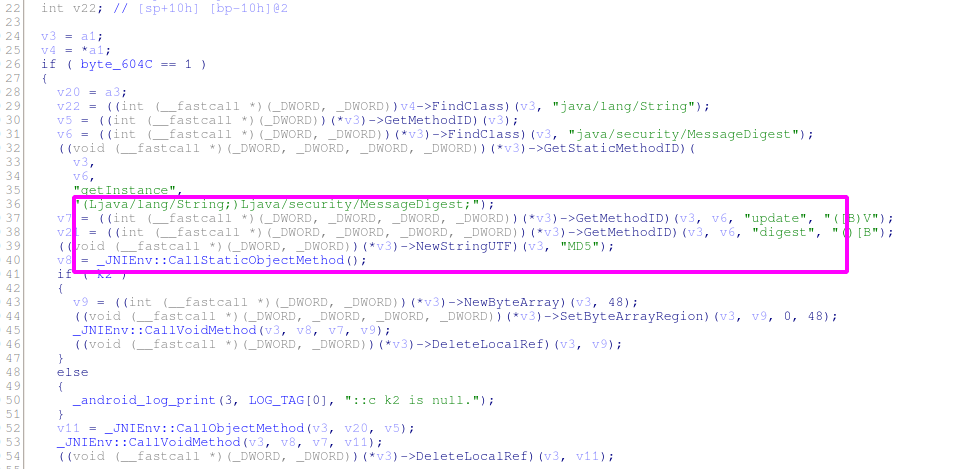 22 int v22; // [sp+10h] [bp-10h]@2
23
24 v3 = a1;
25 v4 = *a1;
26 if ( byte_604C == 1 )
27 {
28 v20 = a3;
29 v22 = ((int (__fastcall *)(_DWORD, _DWORD))v4->FindClass)(v3, "java/lang/String");
30 v5 = ((int (__fastcall *)(_DWORD))(*v3)->GetMethodID)(v3);
31 v6 = ((int (__fastcall *)(_DWORD, _DWORD))(*v3)->FindClass)(v3, "java/security/MessageDigest");
32 ((void (__fastcall *)(_DWORD, _DWORD, _DWORD, _DWORD))(*v3)->GetStaticMethodID)(
33 v3,
34 v6,
35 "getInstance",
36 "(Ljava/lang/String;)Ljava/security/MessageDigest;");
37 v7 = ((int (__fastcall *)(_DWORD, _DWORD, _DWORD, _DWORD))(*v3)->GetMethodID)(v3, v6, "update", "([B)V");
38 v21 = ((int (__fastcall *)(_DWORD, _DWORD, _DWORD, _DWORD))(*v3)->GetMethodID)(v3, v6, "digest", "()[B");
39 ((void (__fastcall *)(_DWORD, _DWORD))(*v3)->NewStringUTF)(v3, "MD5");
40 v8 = _JNIEnv::CallStaticObjectMethod();
41 if ( k2 )
42 {
43 v9 = ((int (__fastcall *)(_DWORD, _DWORD))(*v3)->NewByteArray)(v3, 48);
44 ((void (__fastcall *)(_DWORD, _DWORD, _DWORD, _DWORD))(*v3)->SetByteArrayRegion)(v3, v9, 0, 48);
45 _JNIEnv::CallVoidMethod(v3, v8, v7, v9);
46 ((void (__fastcall *)(_DWORD, _DWORD))(*v3)->DeleteLocalRef)(v3, v9);
47 }
48 else
49 {
50 _android_log_print(3, LOG_TAG[0], "::c k2 is null.");
51 }
52 v11 = _JNIEnv::CallObjectMethod(v3, v20, v5);
53 _JNIEnv::CallVoidMethod(v3, v8, v7, v11);
54 ((void (__fastcall *)(_DWORD, _DWORD))(*v3)->DeleteLocalRef)(v3, v11);